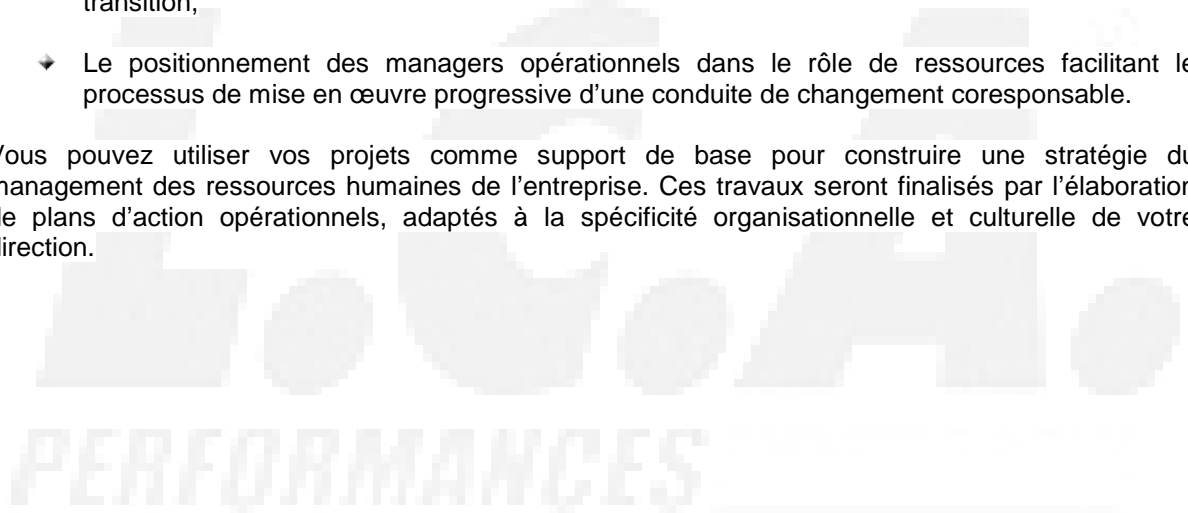 transition,
Le positionnement des managers opérationnels dans le rôle de ressources facilitant le
processus de mise en œuvre progressive d’une conduite de changement coresponsable.
Vous pouvez utiliser vos projets comme support de base pour construire une stratégie du
management des ressources humaines de l’entreprise. Ces travaux seront finalisés par l’élaboration
de plans d’action opérationnels, adaptés à la spécificité organisationnelle et culturelle de votre
direction.
PERFORMANCES